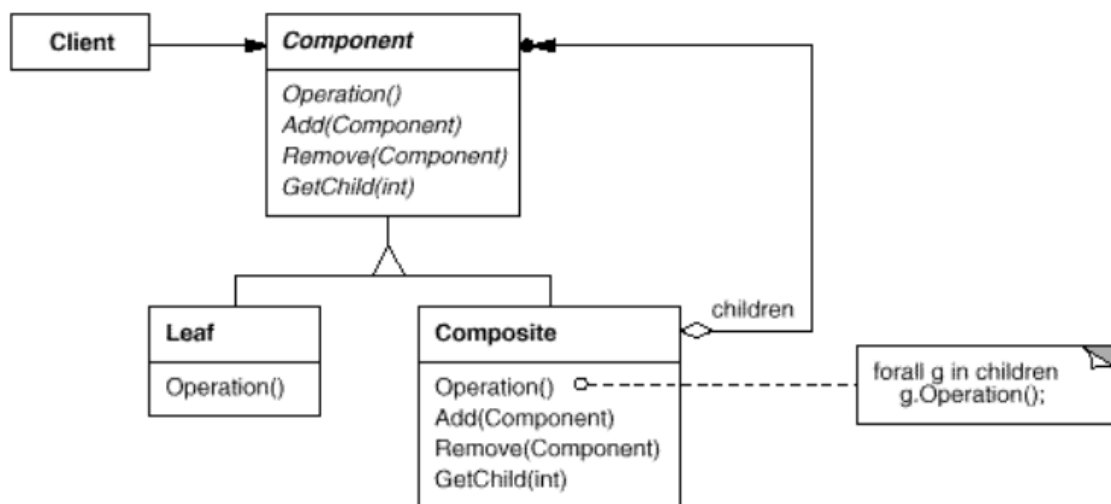 Client
Component
Operation()
Add(Component)
Remove(Component)
GetChild(int)
children
Leaf
Operation()
Composite
Operation()
Add(Component)
Remove(Component)
GetChild(int)
forall g in children
g.Operation();